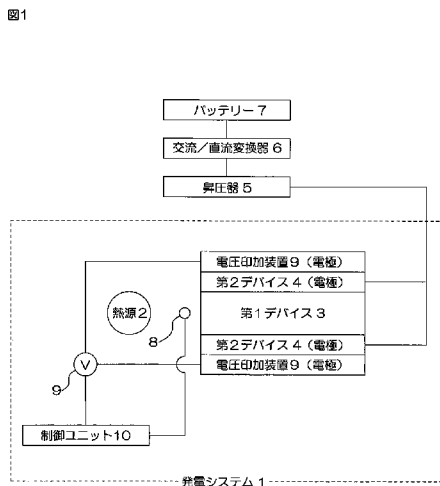 図1
バッテリー7
交流／直流変換器 6
昇圧器 5
電圧印加装置9（電極）
第2デバイス 4（電極）
熱源2
第1デバイス 3
8
第2デバイス 4（電極）
V
電圧印加装置9（電極）
9
制御ユニット10
発電システム 1